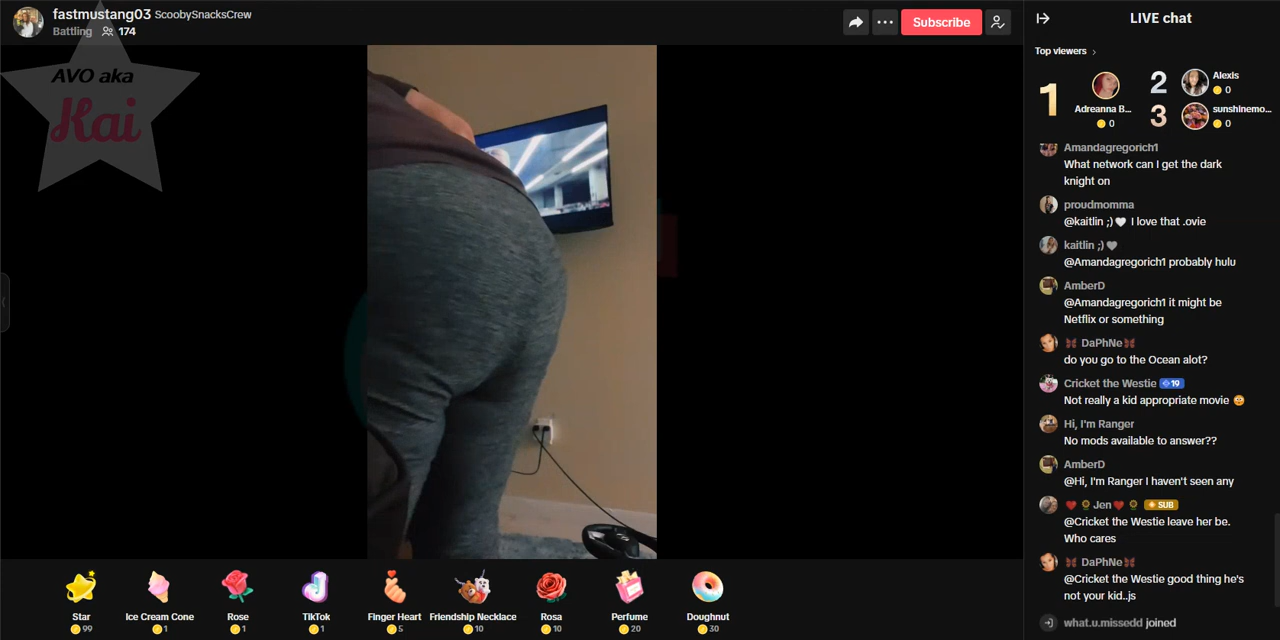 fastmustang03 ScoobySnacksCrew
Battling 174
Subscribe
LIVE chat
AVO aka
Kai
Top viewers
1
Adreanna B...
0
2
Alexis
0
3
sunshinemo...
0
Amandagregorich1
What network can I get the dark
knight on
proudmomma
@kaitlin ;)🤍 I love that .ovie
kaitlin ;)🤍
@Amandagregorich1 probably hulu
AmberD
@Amandagregorich1 it might be
Netflix or something
DaPhNe
do you go to the Ocean alot?
Cricket the Westie 19
Not really a kid appropriate movie
Hi, I'm Ranger
No mods available to answer??
AmberD
@Hi, I'm Ranger I haven't seen any
Jen SUB
@Cricket the Westie leave her be.
Who cares
DaPhNe
@Cricket the Westie good thing he's
not your kid..js
what.u.missedd joined
Star
99
Ice Cream Cone
1
Rose
1
TikTok
1
Finger Heart
5
Friendship Necklace
10
Rosa
10
Perfume
20
Doughnut
30